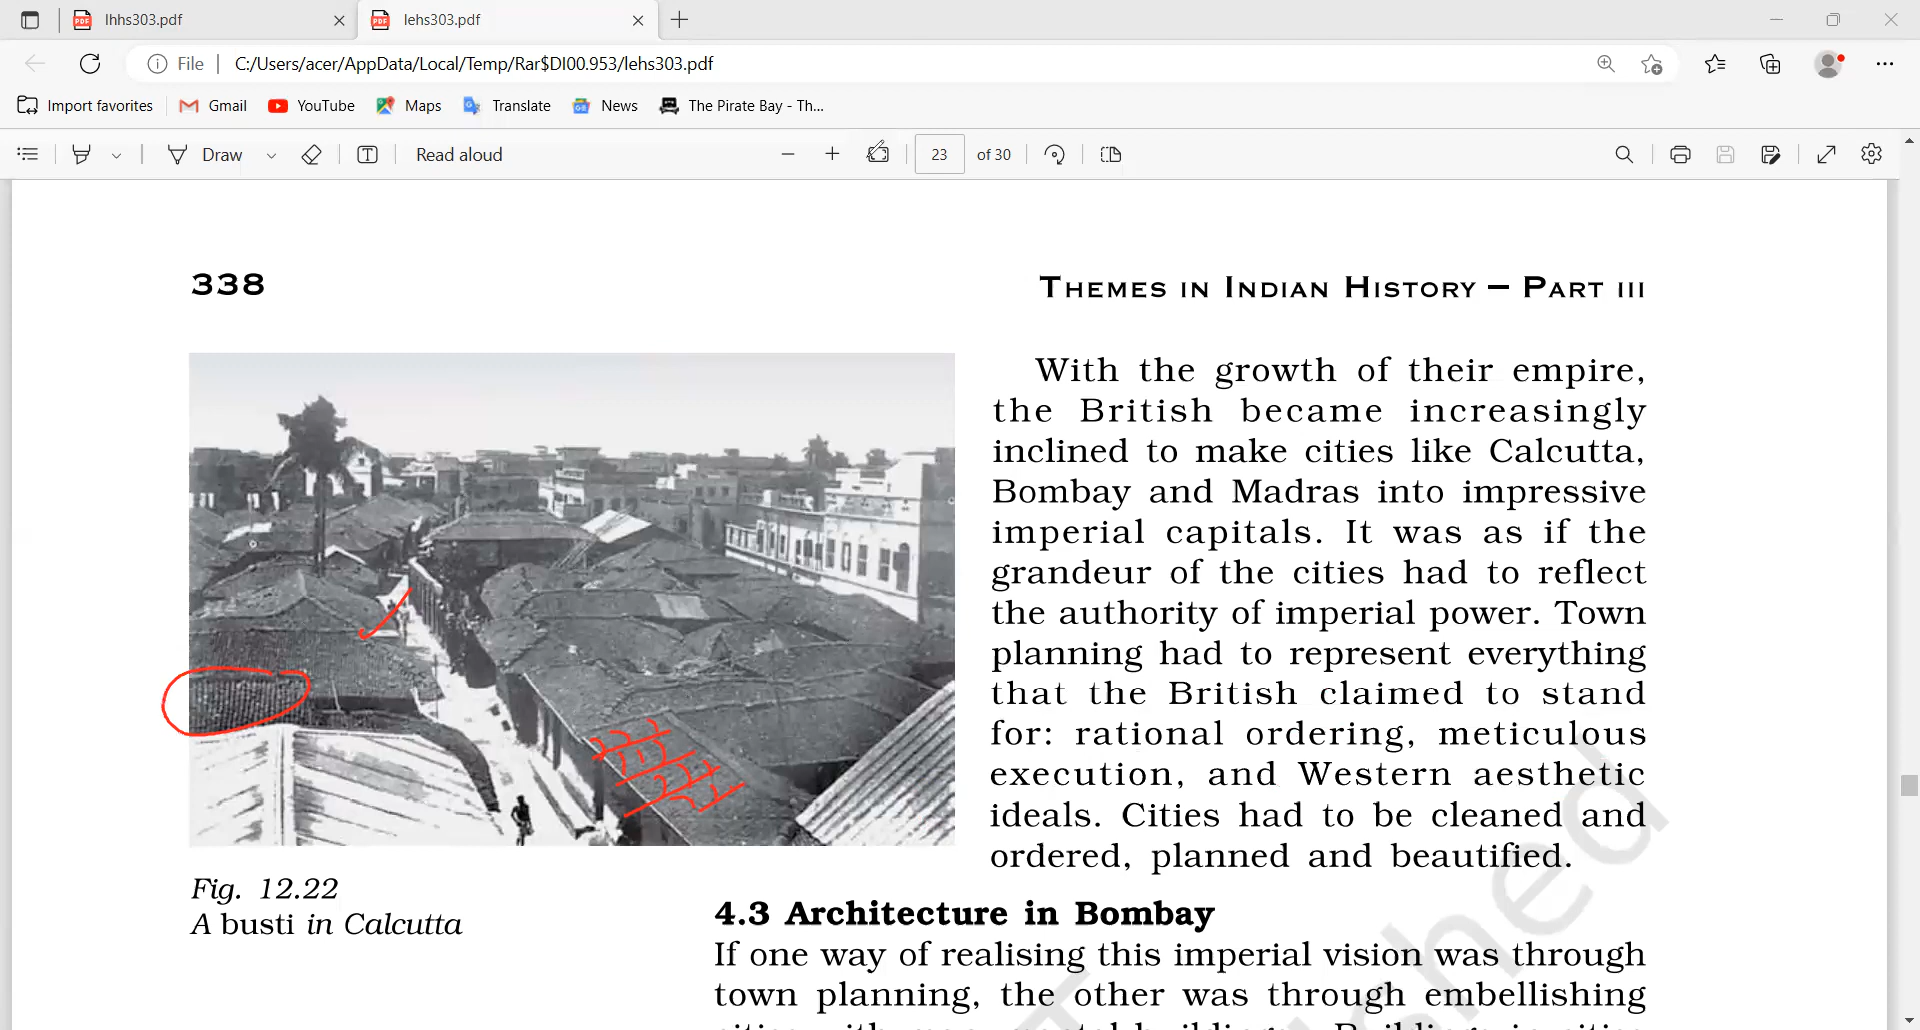 lhhs303.pdf
lehs303.pdf
File
C:/Users/acer/AppData/Local/Temp/Rar$DI00.953/lehs303.pdf
Import favorites
Gmail
YouTube
Maps
Translate
News
The Pirate Bay - Th...
Draw
Read aloud
23
of 30
338
THEMES IN INDIAN HISTORY – PART III
With the growth of their empire,
the British became increasingly
inclined to make cities like Calcutta,
Bombay and Madras into impressive
imperial capitals. It was as if the
grandeur of the cities had to reflect
the authority of imperial power. Town
planning had to represent everything
that the British claimed to stand
for: rational ordering, meticulous
execution, and Western aesthetic
ideals. Cities had to be cleaned and
ordered, planned and beautified.
Fig. 12.22
A busti in Calcutta
4.3 Architecture in Bombay
If one way of realising this imperial vision was through
town planning, the other was through embellishing